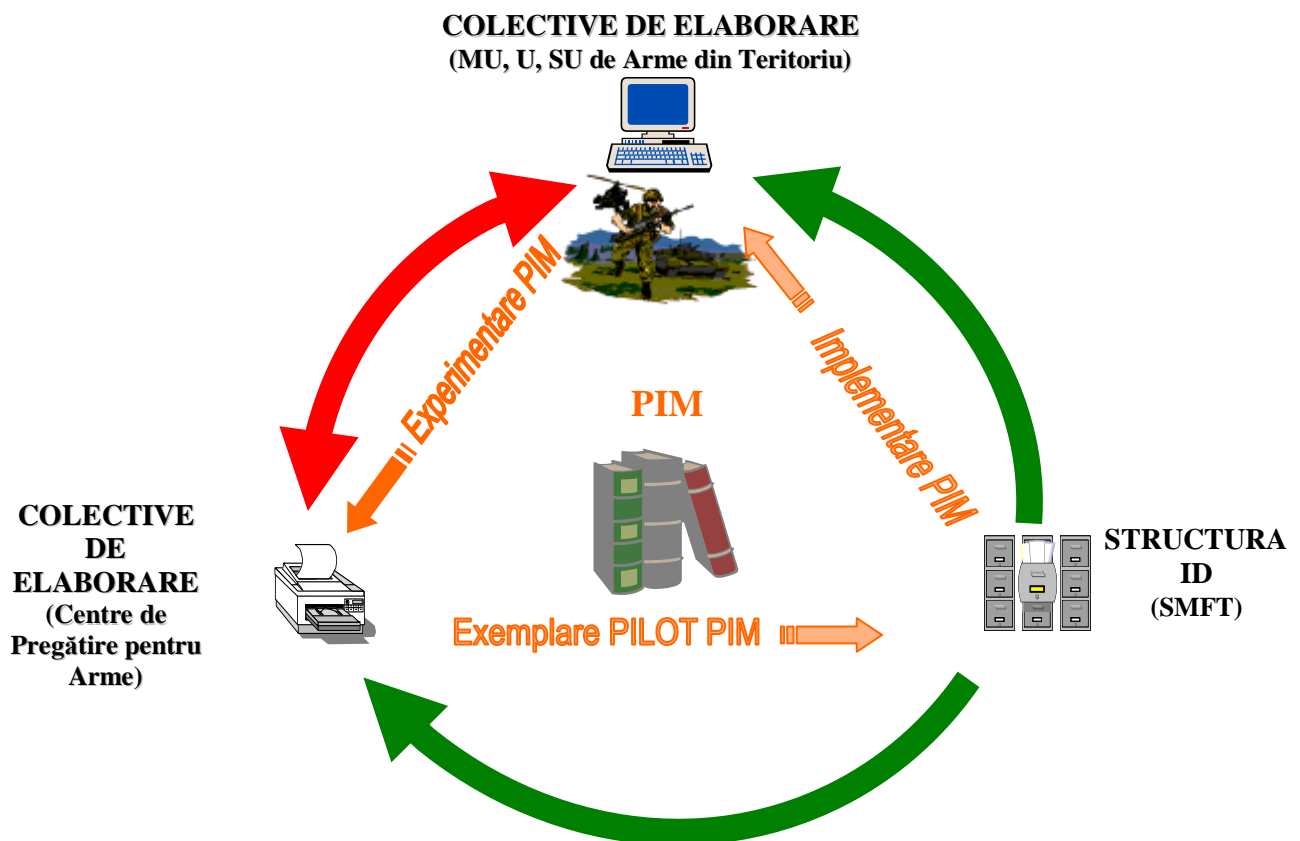 COLECTIVE DE ELABORARE
(MU, U, SU de Arme din Teritoriu)
Experimentare PIM
Implementare PIM
PIM
COLECTIVE
DE
ELABORARE
(Centre de
Pregătire pentru
Arme)
STRUCTURA
ID
(SMFT)
Exemplare PILOT PIM